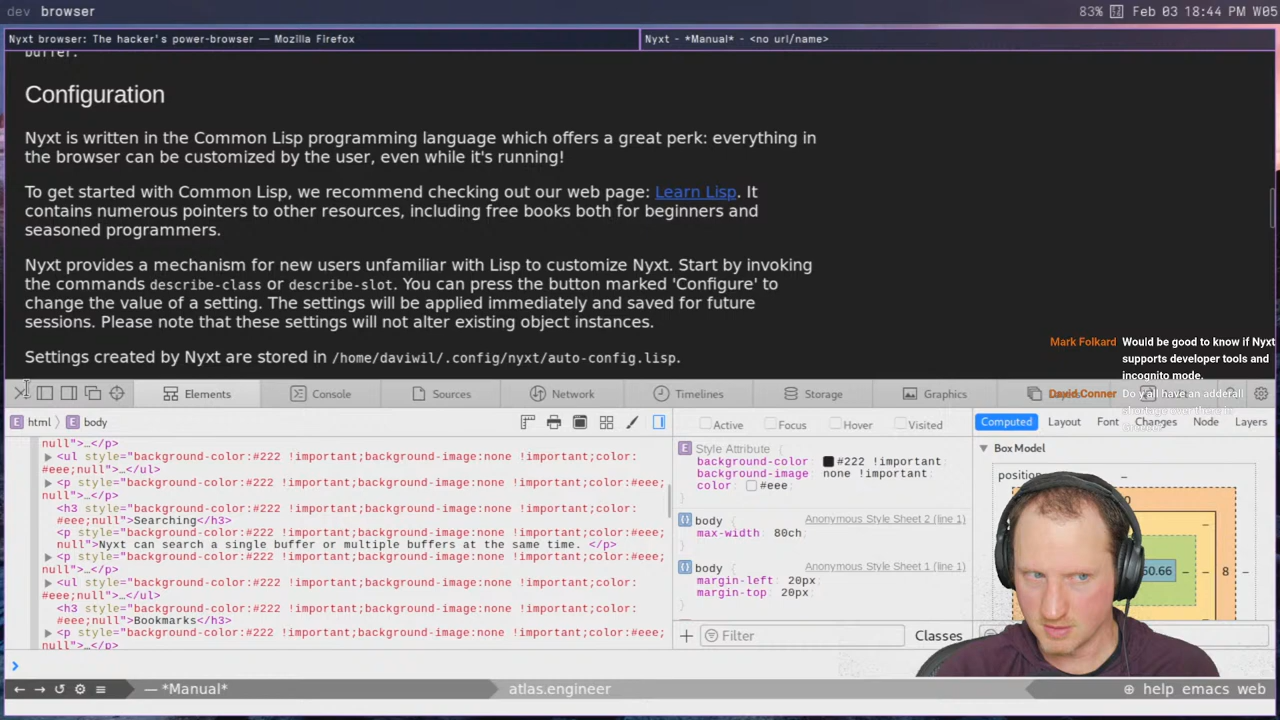 dev browser
83% Feb 03 18:44 PM W05
Nyxt browser: The hacker's power-browser — Mozilla Firefox
Nyxt - *Manual* - <no url/name>
buffer.
Configuration
Nyxt is written in the Common Lisp programming language which offers a great perk: everything in
the browser can be customized by the user, even while it's running!
To get started with Common Lisp, we recommend checking out our web page: Learn Lisp. It
contains numerous pointers to other resources, including free books both for beginners and
seasoned programmers.
Nyxt provides a mechanism for new users unfamiliar with Lisp to customize Nyxt. Start by invoking
the commands describe-class or describe-slot. You can press the button marked 'Configure' to
change the value of a setting. The settings will be applied immediately and saved for future
sessions. Please note that these settings will not alter existing object instances.
Settings created by Nyxt are stored in /home/daviwil/.config/nyxt/auto-config.lisp.
Mark Folkard Would be good to know if Nyxt
supports developer tools and
incognito mode.
David Conner Do y'all have an adderall
shortage over there in
Elements Console Sources Network Timelines Storage Graphics
E html E body
Active Focus Hover Visited
Computed Layout Font Changes Node Layers
null">…</p>
<ul style="background-color:#222 !important;background-image:none !important;color:
#eee;null">…</ul>
<p style="background-color:#222 !important;background-image:none !important;color:#eee;
null">…</p>
<h3 style="background-color:#222 !important;background-image:none !important;color:
#eee;null">Searching</h3>
<p style="background-color:#222 !important;background-image:none !important;color:#eee;
null">Nyxt can search a single buffer or multiple buffers at the same time. </p>
<p style="background-color:#222 !important;background-image:none !important;color:#eee;
null">…</p>
<ul style="background-color:#222 !important;background-image:none !important;color:
#eee;null">…</ul>
<h3 style="background-color:#222 !important;background-image:none !important;color:
#eee;null">Bookmarks</h3>
<p style="background-color:#222 !important;background-image:none !important;color:#eee;
null">…</p>
E Style Attribute {
background-color: #222 !important;
background-image: none !important;
color: #eee;
}
body { Anonymous Style Sheet 2 (line 1)
max-width: 80ch;
}
body { Anonymous Style Sheet 1 (line 1)
margin-left: 20px;
margin-top: 20px;
}
Filter Classes
Box Model
position –
60.66 – – 8 –
— *Manual* atlas.engineer help emacs web